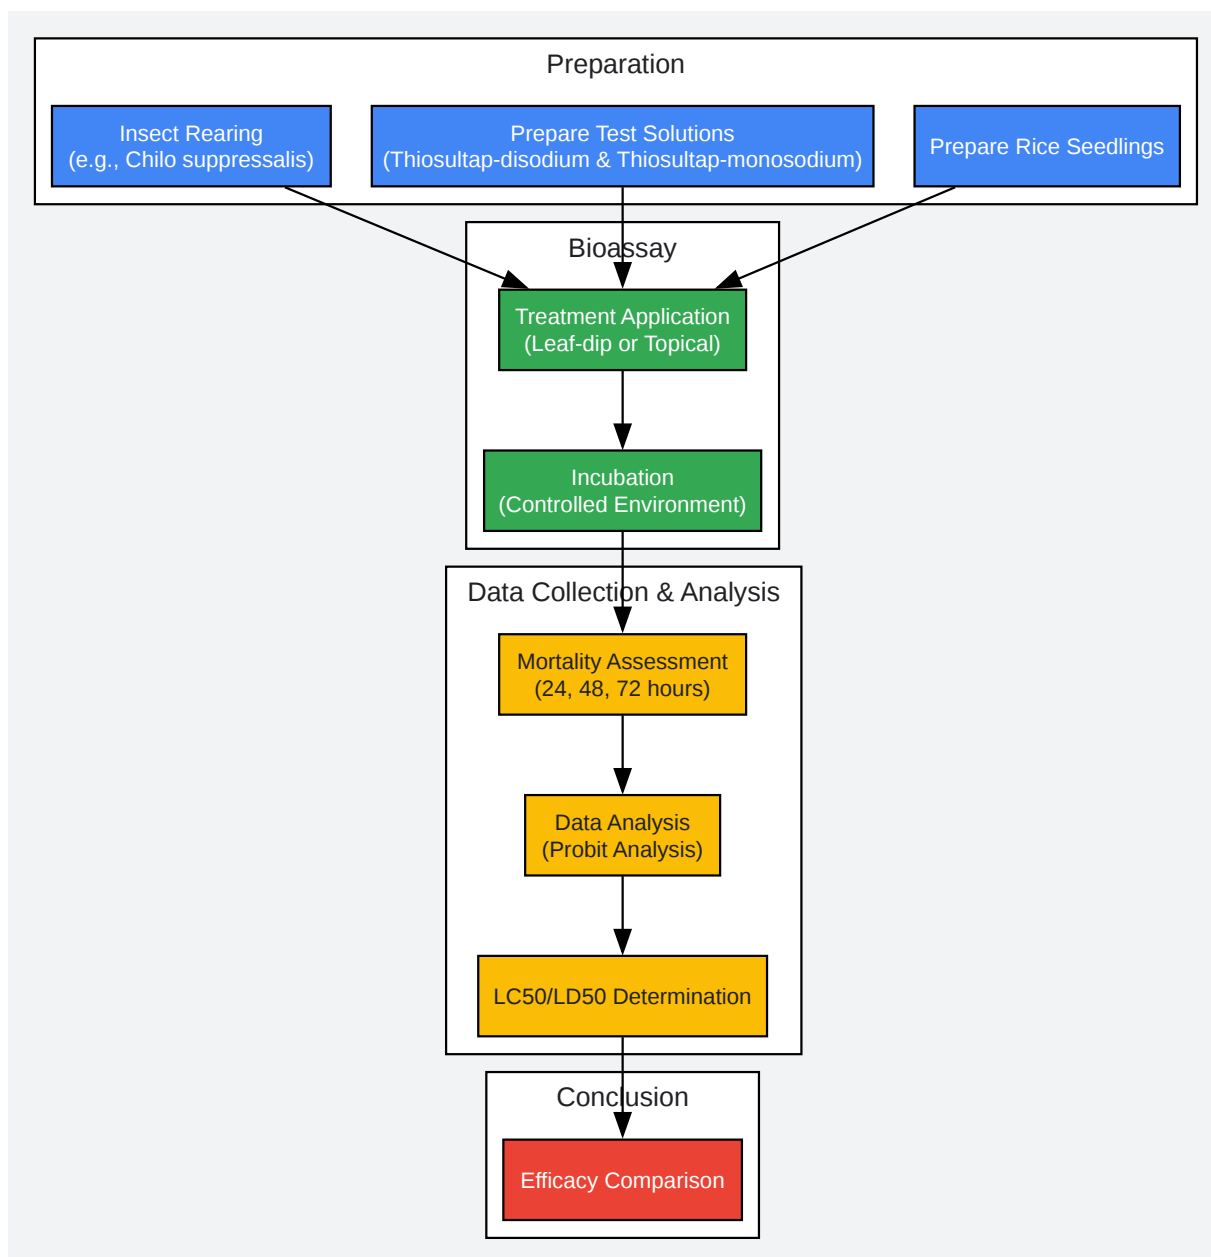 Preparation
Insect Rearing
(e.g., Chilo suppressalis)
Prepare Test Solutions
(Thiosultap-disodium & Thiosultap-monosodium)
Prepare Rice Seedlings
Bioassay
Treatment Application
(Leaf-dip or Topical)
Incubation
(Controlled Environment)
Data Collection & Analysis
Mortality Assessment
(24, 48, 72 hours)
Data Analysis
(Probit Analysis)
LC50/LD50 Determination
Conclusion
Efficacy Comparison